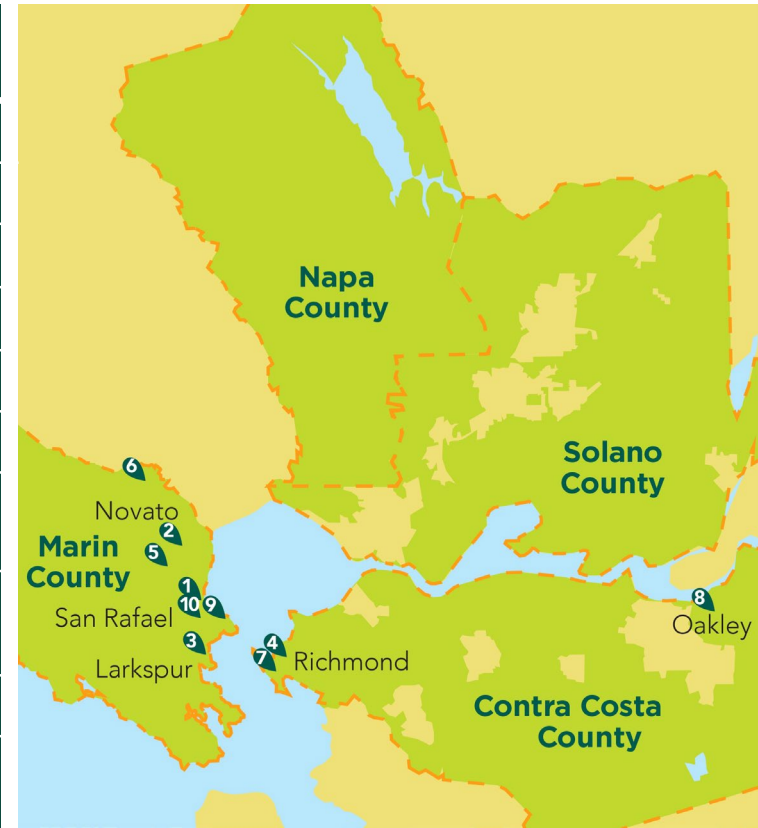 Napa
County
Solano
County
6
Novato
2
Marin
County
5
1
10
9
San Rafael
8
Oakley
3
4
7
Richmond
Larkspur
Contra Costa
County